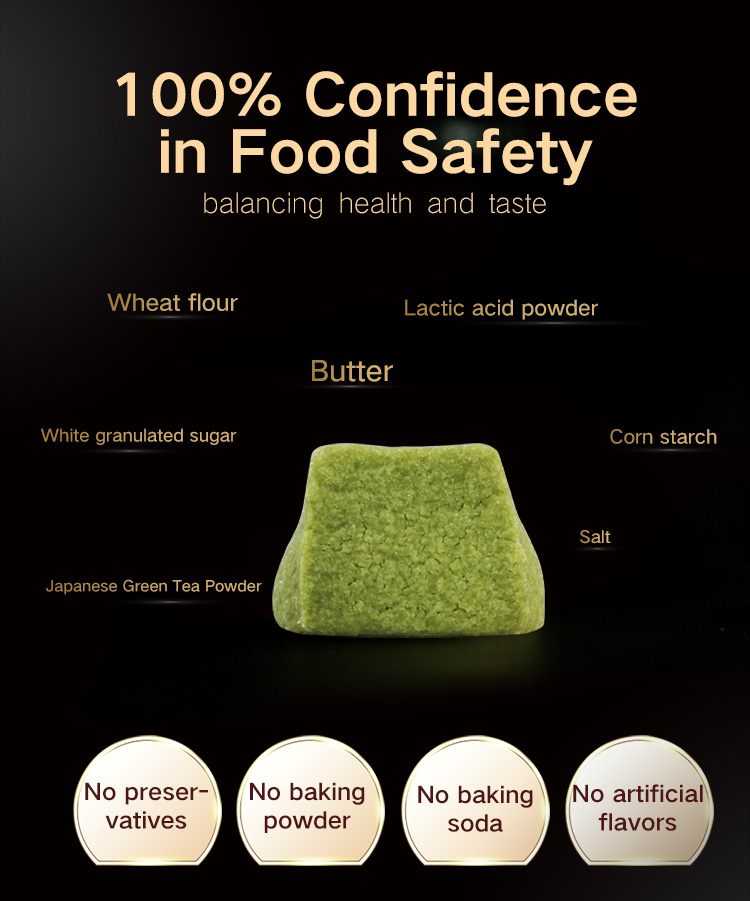 100% Confidence
in Food Safety
balancing health and taste
Wheat flour
Lactic acid powder
Butter
White granulated sugar
Corn starch
Salt
Japanese Green Tea Powder
No preser-
vatives
No baking
powder
No baking
soda
No artificial
flavors